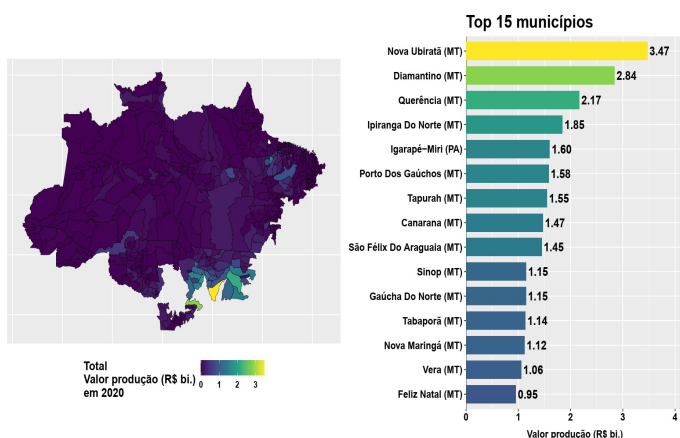 Top 15 municípios
Nova Ubiratã (MT)
3.47
Diamantino (MT)
2.84
Querência (MT)
2.17
Ipiranga Do Norte (MT)
1.85
Igarapé−Miri (PA)
1.60
Porto Dos Gaúchos (MT)
1.58
Tapurah (MT)
1.55
Canarana (MT)
1.47
São Félix Do Araguaia (MT)
1.45
Sinop (MT)
1.15
Gaúcha Do Norte (MT)
1.15
Tabaporã (MT)
1.14
Nova Maringá (MT)
1.12
Vera (MT)
1.06
Feliz Natal (MT)
0.95
0 1 2 3 4
Valor produção (R$ bi.)
Total
Valor produção (R$ bi.)
em 2020
0 1 2 3